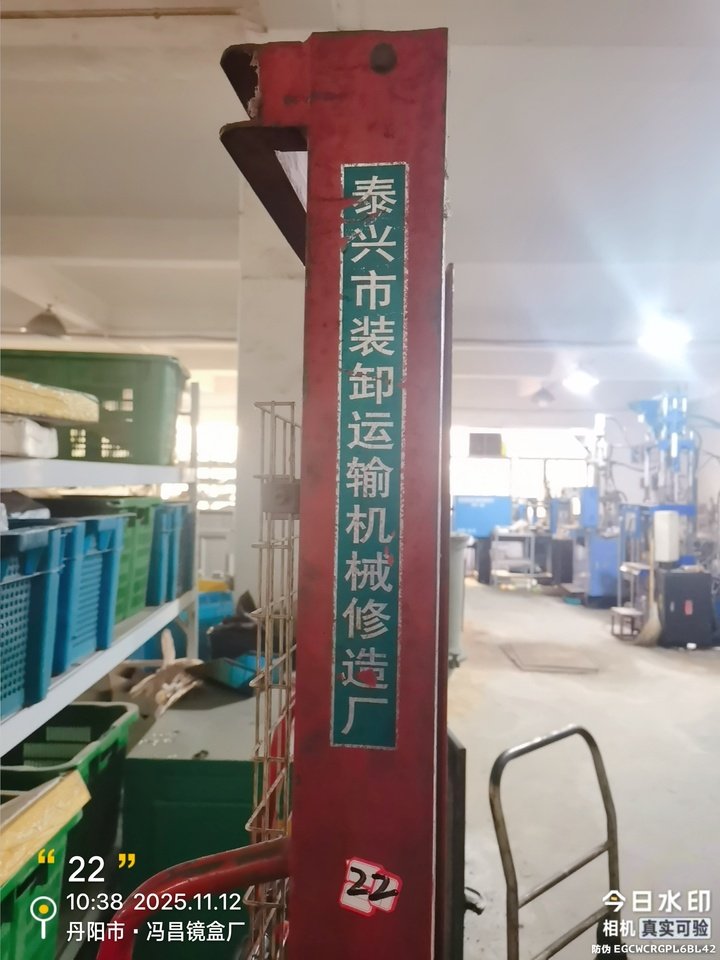 泰兴市装卸运输机械修造厂
22
“ 22 ”
10:38 2025.11.12
丹阳市·冯昌镜盒厂
今日水印
相机 真实可验
防伪 EGCWCRGPL6BL42